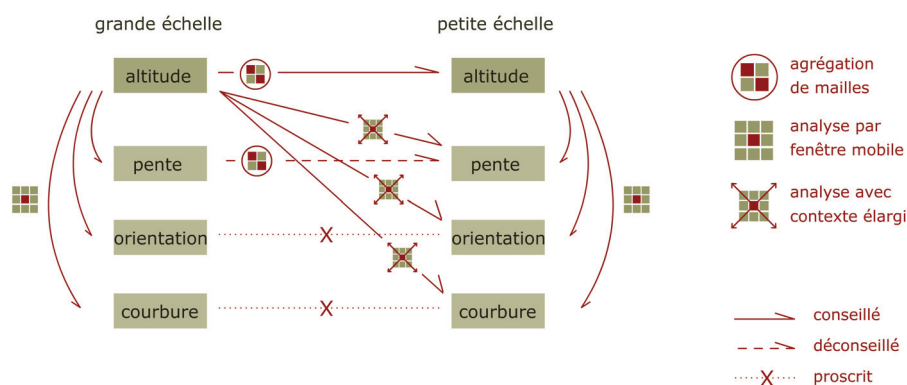 grande échelle
petite échelle
altitude
altitude
agrégation
de mailles
analyse par
fenêtre mobile
pente
pente
analyse avec
contexte élargi
orientation
X
orientation
courbure
X
courbure
conseillé
déconseillé
X
proscrit